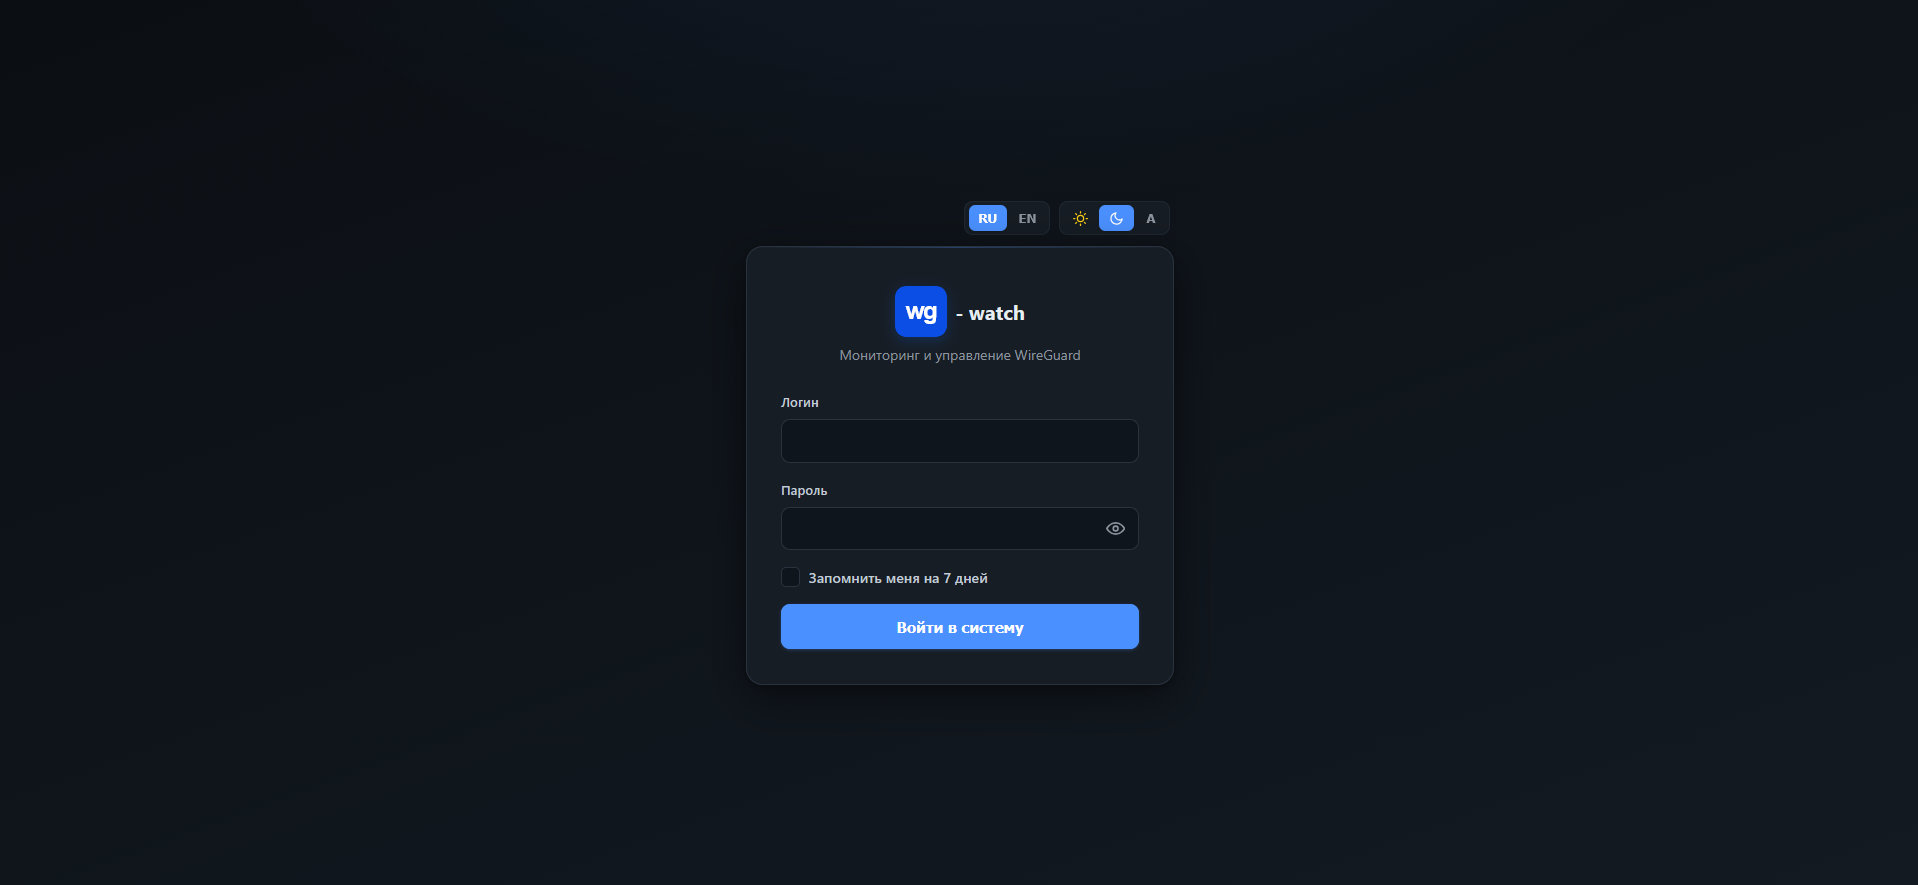 RU EN A
wg - watch
Мониторинг и управление WireGuard
Логин
Пароль
Запомнить меня на 7 дней
Войти в систему